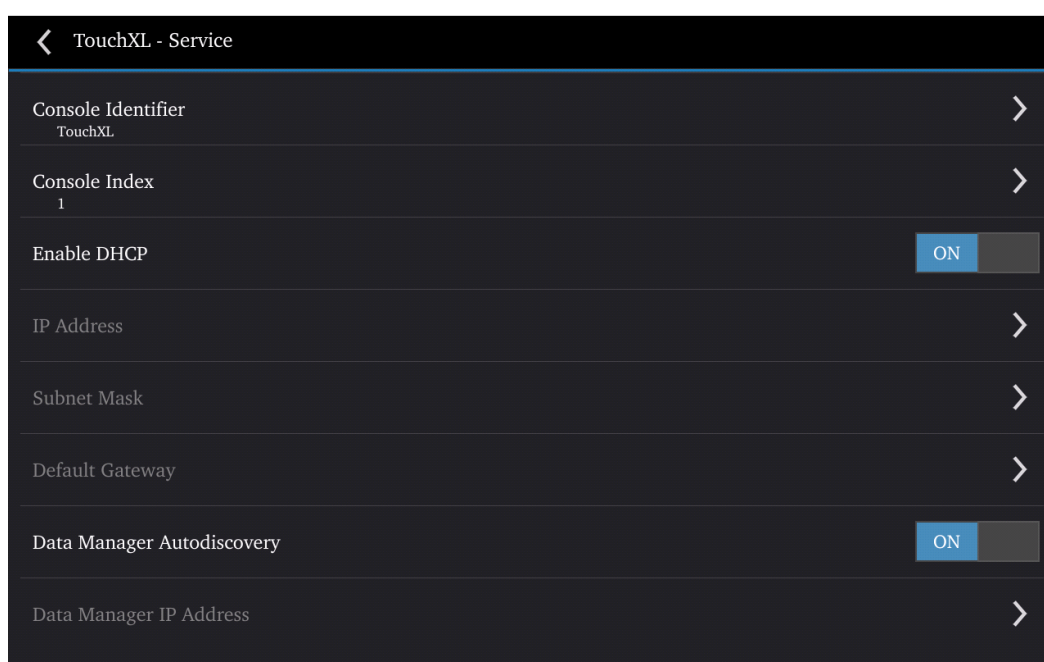 TouchXL - Service
Console Identifier
TouchXL
Console Index
1
Enable DHCP
ON
IP Address
Subnet Mask
Default Gateway
Data Manager Autodiscovery
ON
Data Manager IP Address